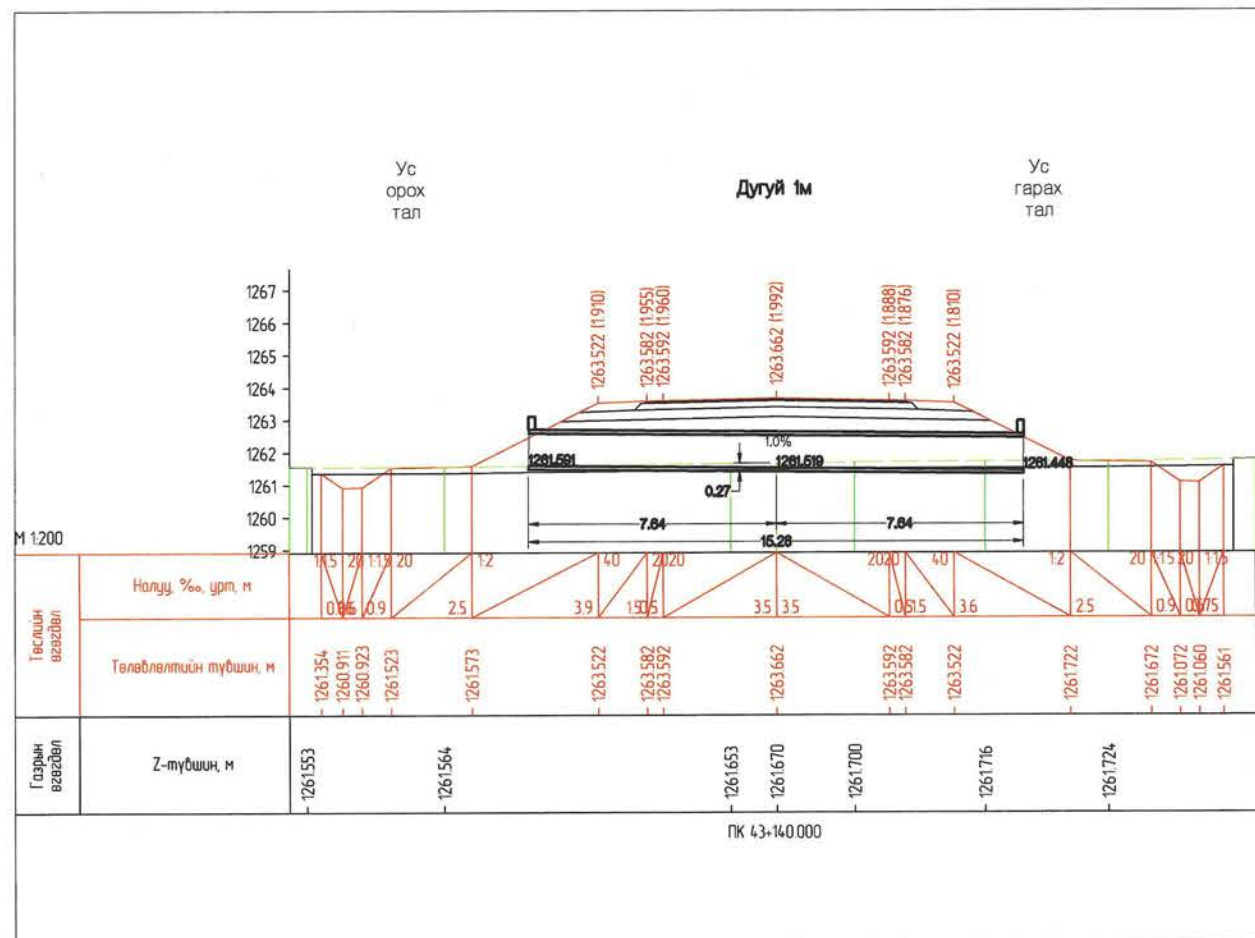 Ус
орох
тал
Дугуй 1м
Ус
гарах
тал
1267
1266
1265
1264
1263
1262
1261
1260
1259
1263.522 (1.910)
1263.582 (1.955)
1263.592 (1.960)
1263.662 (1.992)
1263.592 (1.888)
1263.582 (1.876)
1263.522 (1.810)
1.0%
1261.591
1261.519
1261.448
0.27
7.64
7.64
15.28
М 1:200
Төслийн
өгөгдөл
Налуу, ‰, урт, м
1:1.5 20 1:1.5 20 1:2 40 20 20 20 20 40 1:2 20 1:1.5 20 1:1.5
0.9 2.5 3.9 1.5 0.5 3.5 3.5 0.5 1.5 3.6 2.5 0.9
Төлөвлөлтийн түвшин, м
1261.354
1260.911
1260.923
1261.523
1261.573
1263.522
1263.582
1263.592
1263.662
1263.592
1263.582
1263.522
1261.722
1261.672
1261.072
1261.060
1261.561
Газрын
өгөгдөл
Z-түвшин, м
1261.553
1261.564
1261.653
1261.670
1261.700
1261.716
1261.724
ПК 43+140.000